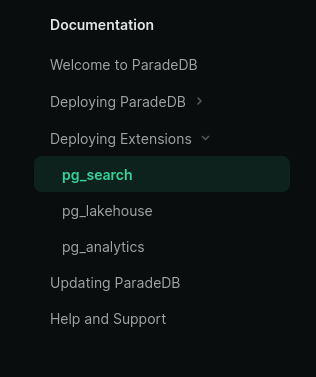 Documentation
Welcome to ParadeDB
Deploying ParadeDB
Deploying Extensions
pg_search
pg_lakehouse
pg_analytics
Updating ParadeDB
Help and Support